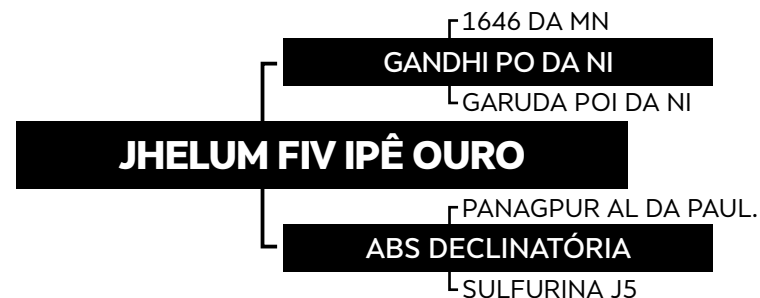 1646 DA MN
GANDHI PO DA NI
GARUDA POI DA NI
JHELUM FIV IPÊ OURO
PANAGPUR AL DA PAUL.
ABS DECLINATÓRIA
SULFURINA J5